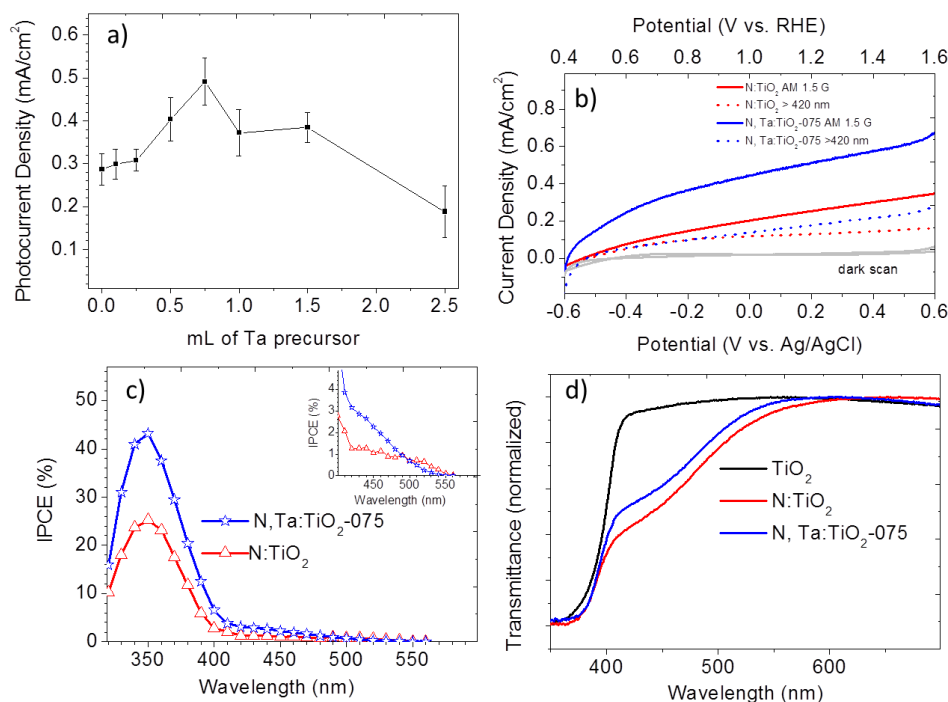 a)
Photocurrent Density (mA/cm²)
0.6
0.5
0.4
0.3
0.2
0.1
0.0 0.5 1.0 1.5 2.0 2.5
mL of Ta precursor
Potential (V vs. RHE)
0.4 0.6 0.8 1.0 1.2 1.4 1.6
b)
Current Density (mA/cm²)
0.8
0.6
0.4
0.2
0.0
N:TiO₂ AM 1.5 G
N:TiO₂ > 420 nm
N, Ta:TiO₂-075 AM 1.5 G
N, Ta:TiO₂-075 >420 nm
dark scan
-0.6 -0.4 -0.2 0.0 0.2 0.4 0.6
Potential (V vs. Ag/AgCl)
c)
IPCE (%)
50
40
30
20
10
0
IPCE (%)
4
3
2
1
0
450 500 550
Wavelength (nm)
N,Ta:TiO₂-075
N:TiO₂
350 400 450 500 550
Wavelength (nm)
d)
Transmittance (normalized)
TiO₂
N:TiO₂
N, Ta:TiO₂-075
400 500 600
Wavelength (nm)